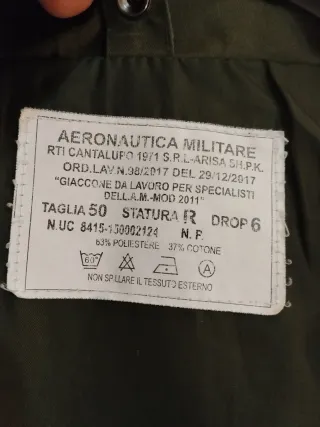 AERONAUTICA MILITARE
RTI CANTALUPO 1971 S.R.L-ARISA SH.P.K.
ORD.LAV.N.98/2017 DEL 29/12/2017
"GIACCONE DA LAVORO PER SPECIALISTI
DELL.A.M.-MOD 2011"
TAGLIA 50 STATURA R DROP 6
N.UC 8415-150002124 N. P.
63% POLIESTERE 37% COTONE
60° A
NON SPILLARE IL TESSUTO ESTERNO